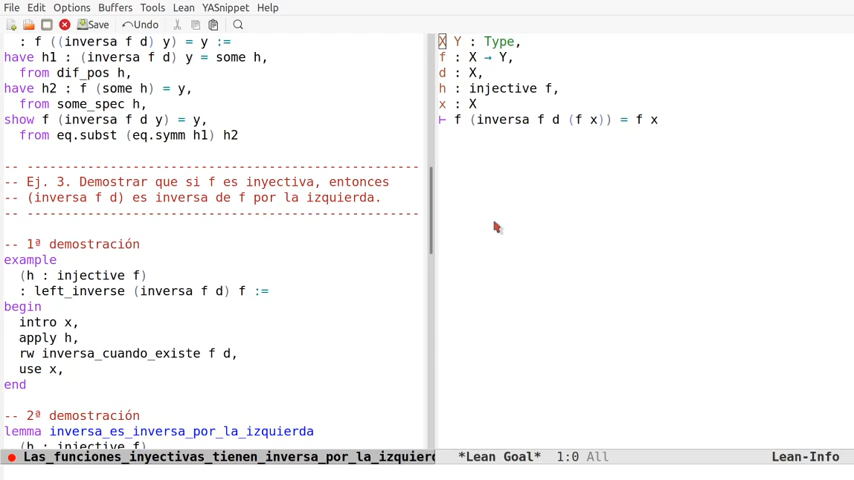 File Edit Options Buffers Tools Lean YASnippet Help
Save Undo
: f ((inversa f d) y) = y :=
have h1 : (inversa f d) y = some h,
from dif_pos h,
have h2 : f (some h) = y,
from some_spec h,
show f (inversa f d y) = y,
from eq.subst (eq.symm h1) h2
-- --------------------------------------------------
-- Ej. 3. Demostrar que si f es inyectiva, entonces
-- (inversa f d) es inversa de f por la izquierda.
-- --------------------------------------------------
-- 1ª demostración
example
(h : injective f)
: left_inverse (inversa f d) f :=
begin
intro x,
apply h,
rw inversa_cuando_existe f d,
use x,
end
-- 2ª demostración
lemma inversa_es_inversa_por_la_izquierda
(h : injective f)
Las_funciones_inyectivas_tienen_inversa_por_la_izquierd
X Y : Type,
f : X → Y,
d : X,
h : injective f,
x : X
⊢ f (inversa f d (f x)) = f x
*Lean Goal* 1:0 All Lean-Info